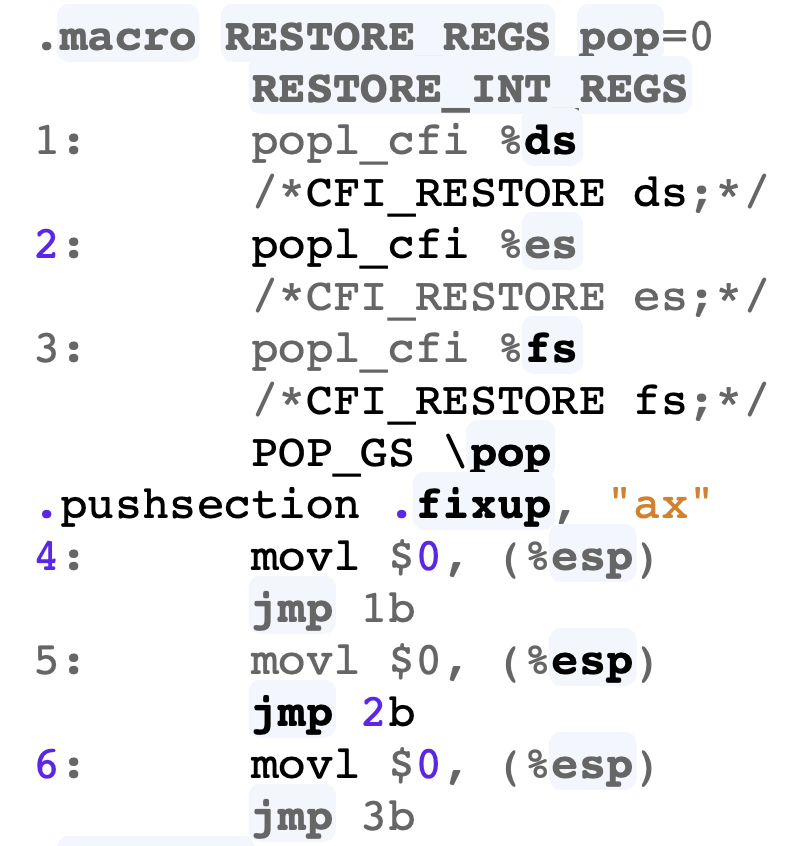 .macro RESTORE_REGS pop=0
RESTORE_INT_REGS
1: popl_cfi %ds
/*CFI_RESTORE ds;*/
2: popl_cfi %es
/*CFI_RESTORE es;*/
3: popl_cfi %fs
/*CFI_RESTORE fs;*/
POP_GS \pop
.pushsection .fixup, "ax"
4: movl $0, (%esp)
jmp 1b
5: movl $0, (%esp)
jmp 2b
6: movl $0, (%esp)
jmp 3b